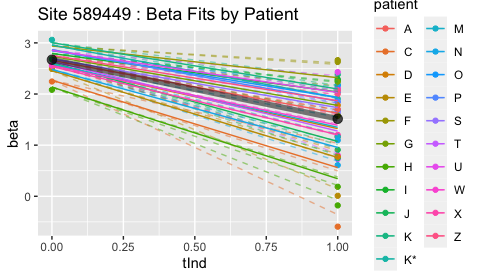 Site 589449 : Beta Fits by Patient
beta
3
2
1
0
0.00 0.25 0.50 0.75 1.00
tInd
patient
A
C
D
E
F
G
H
I
J
K
K*
M
N
O
P
S
T
U
W
X
Z